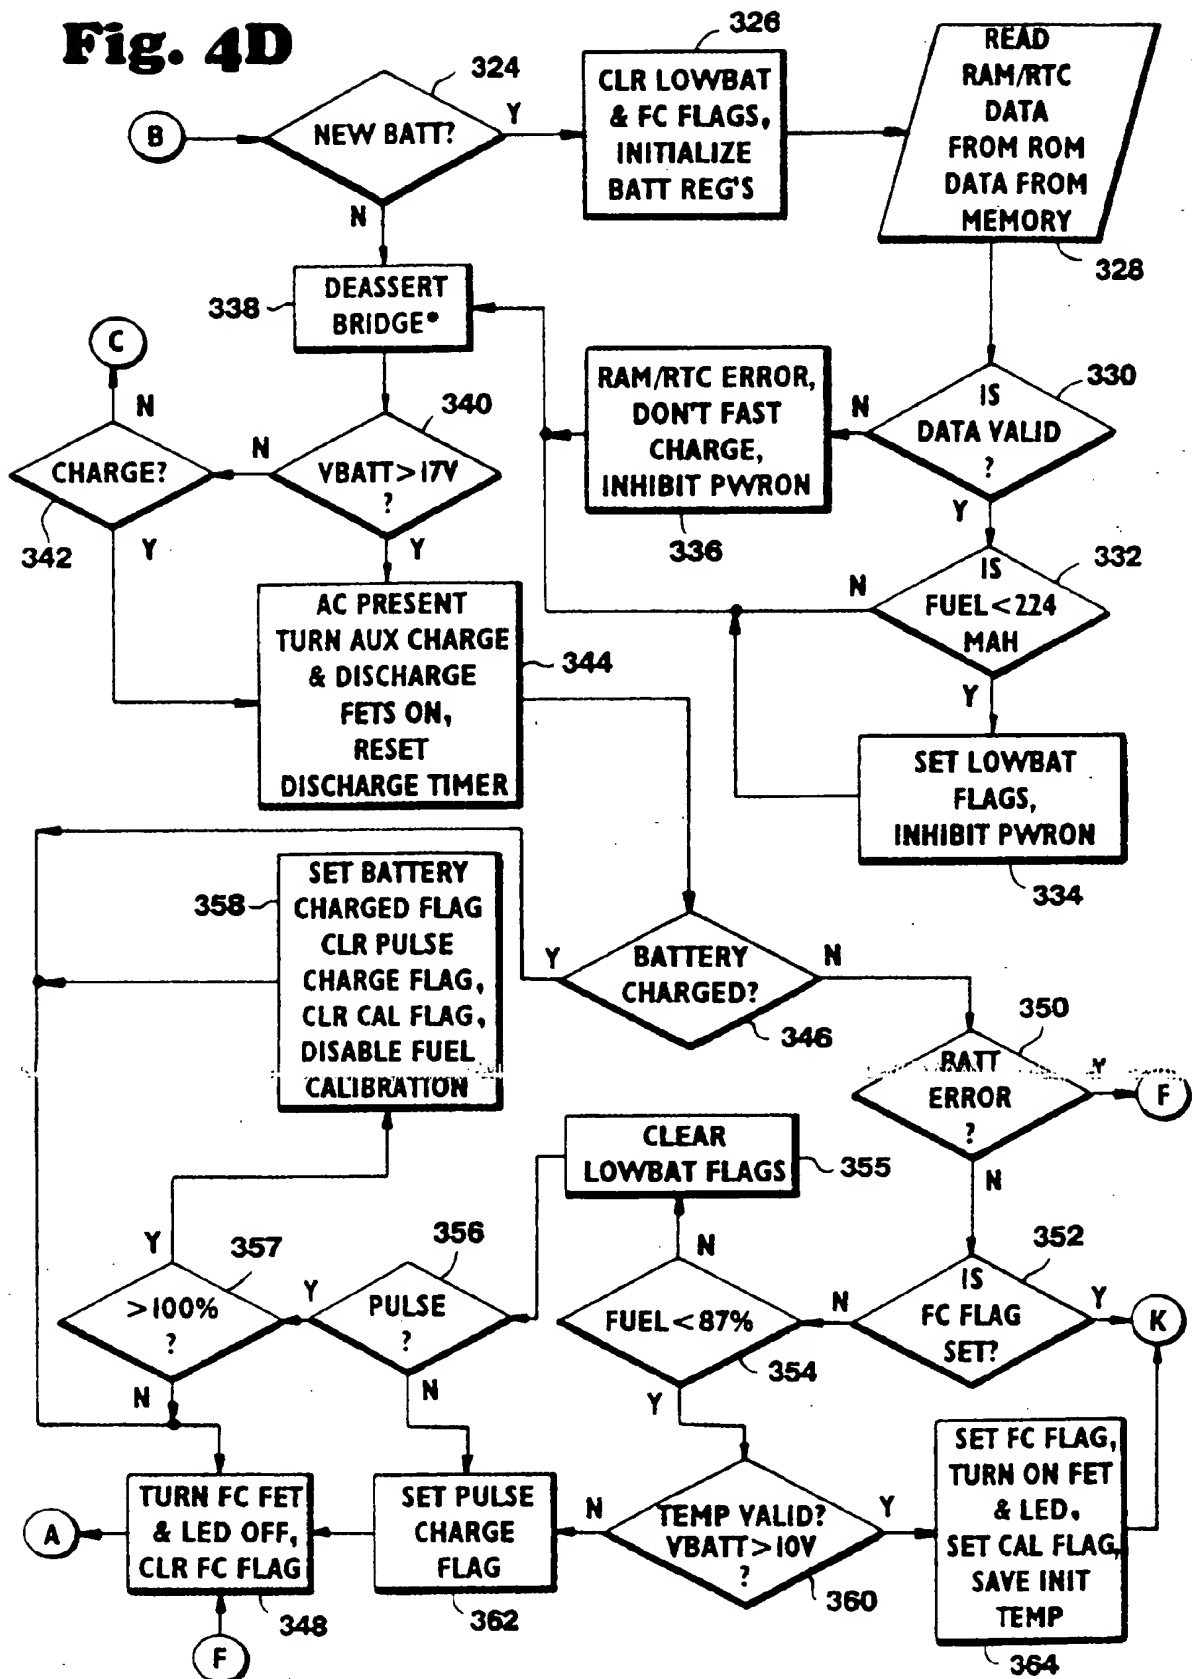 Fig. 4D
B
NEW BATT?
324
Y
N
326
CLR LOWBAT
& FC FLAGS,
INITIALIZE
BATT REG'S
READ
RAM/RTC
DATA
FROM ROM
DATA FROM
MEMORY
328
338
DEASSERT
BRIDGE*
C
N
CHARGE?
342
Y
N
340
VBATT>17V
?
Y
RAM/RTC ERROR,
DON'T FAST
CHARGE,
INHIBIT PWRON
336
N
330
IS
DATA VALID
?
Y
332
N
IS
FUEL<224
MAH
Y
AC PRESENT
TURN AUX CHARGE
& DISCHARGE
FETS ON,
RESET
DISCHARGE TIMER
344
SET LOWBAT
FLAGS,
INHIBIT PWRON
334
358
SET BATTERY
CHARGED FLAG
CLR PULSE
CHARGE FLAG,
CLR CAL FLAG,
DISABLE FUEL
CALIBRATION
Y
BATTERY
CHARGED?
N
346
350
BATT
ERROR
?
Y
F
N
CLEAR
LOWBAT FLAGS
355
Y
357
>100%
?
N
356
Y
PULSE
?
N
N
FUEL<87%
354
Y
N
352
IS
FC FLAG
SET?
Y
K
A
TURN FC FET
& LED OFF,
CLR FC FLAG
348
F
SET PULSE
CHARGE
FLAG
362
N
TEMP VALID?
VBATT>10V
?
Y
360
SET FC FLAG,
TURN ON FET
& LED,
SET CAL FLAG,
SAVE INIT
TEMP
364